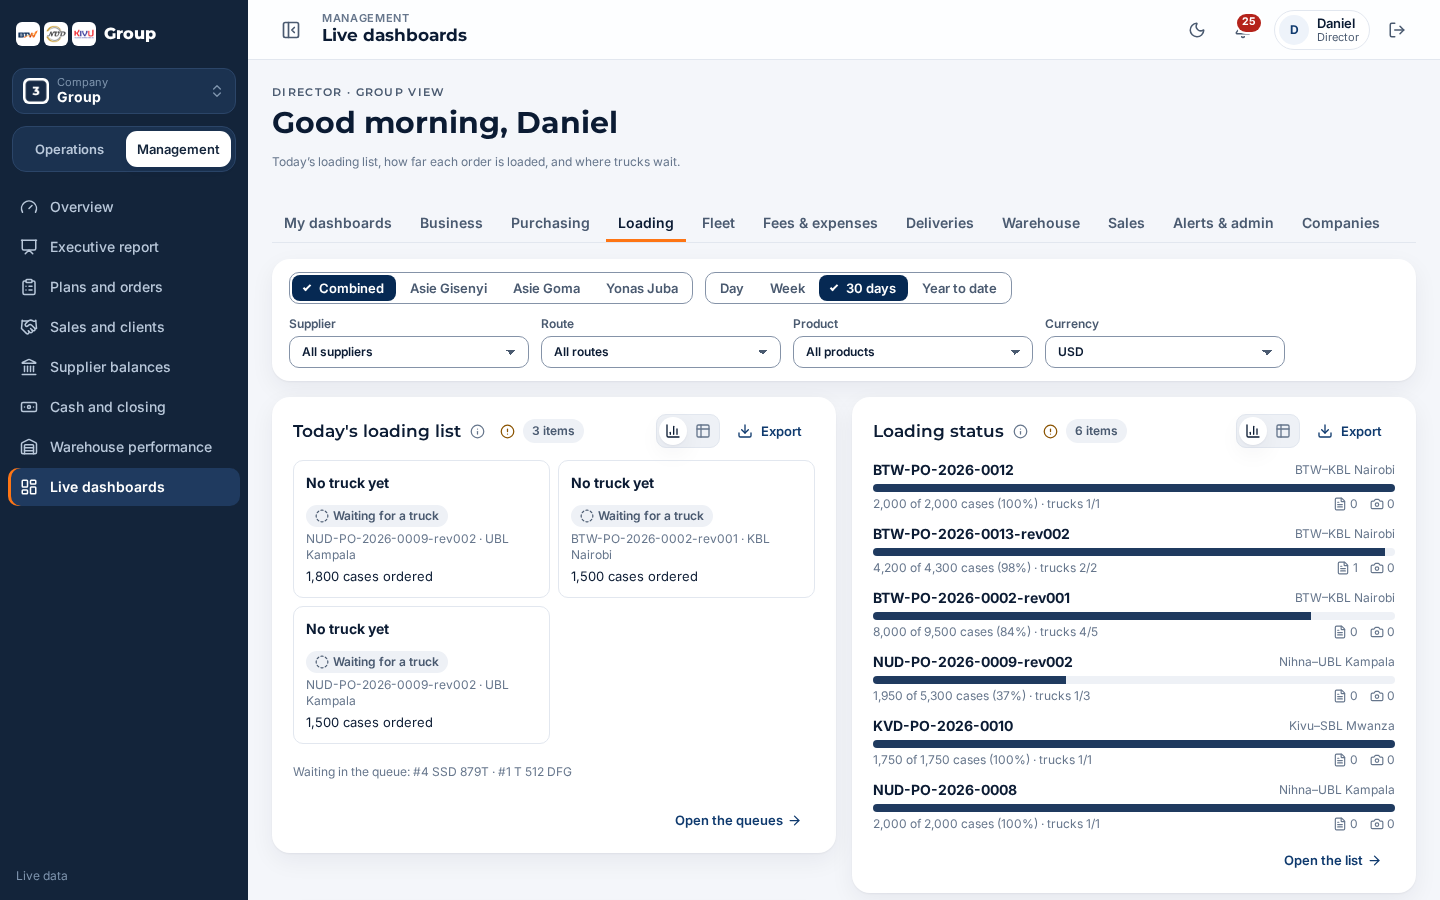 BTW NUD KIVU Group
Company
3 Group
Operations Management
Overview
Executive report
Plans and orders
Sales and clients
Supplier balances
Cash and closing
Warehouse performance
Live dashboards
Live data
MANAGEMENT
Live dashboards
25
D Daniel
Director
DIRECTOR · GROUP VIEW
Good morning, Daniel
Today's loading list, how far each order is loaded, and where trucks wait.
My dashboards Business Purchasing Loading Fleet Fees & expenses Deliveries Warehouse Sales Alerts & admin Companies
Combined Asie Gisenyi Asie Goma Yonas Juba Day Week 30 days Year to date
Supplier Route Product Currency
All suppliers All routes All products USD
Today's loading list 3 items Export
No truck yet
Waiting for a truck
NUD-PO-2026-0009-rev002 · UBL
Kampala
1,800 cases ordered
No truck yet
Waiting for a truck
BTW-PO-2026-0002-rev001 · KBL
Nairobi
1,500 cases ordered
No truck yet
Waiting for a truck
NUD-PO-2026-0009-rev002 · UBL
Kampala
1,500 cases ordered
Waiting in the queue: #4 SSD 879T · #1 T 512 DFG
Open the queues
Loading status 6 items Export
BTW-PO-2026-0012 BTW–KBL Nairobi
2,000 of 2,000 cases (100%) · trucks 1/1 0 0
BTW-PO-2026-0013-rev002 BTW–KBL Nairobi
4,200 of 4,300 cases (98%) · trucks 2/2 1 0
BTW-PO-2026-0002-rev001 BTW–KBL Nairobi
8,000 of 9,500 cases (84%) · trucks 4/5 0 0
NUD-PO-2026-0009-rev002 Nihna–UBL Kampala
1,950 of 5,300 cases (37%) · trucks 1/3 0 0
KVD-PO-2026-0010 Kivu–SBL Mwanza
1,750 of 1,750 cases (100%) · trucks 1/1 0 0
NUD-PO-2026-0008 Nihna–UBL Kampala
2,000 of 2,000 cases (100%) · trucks 1/1 0 0
Open the list